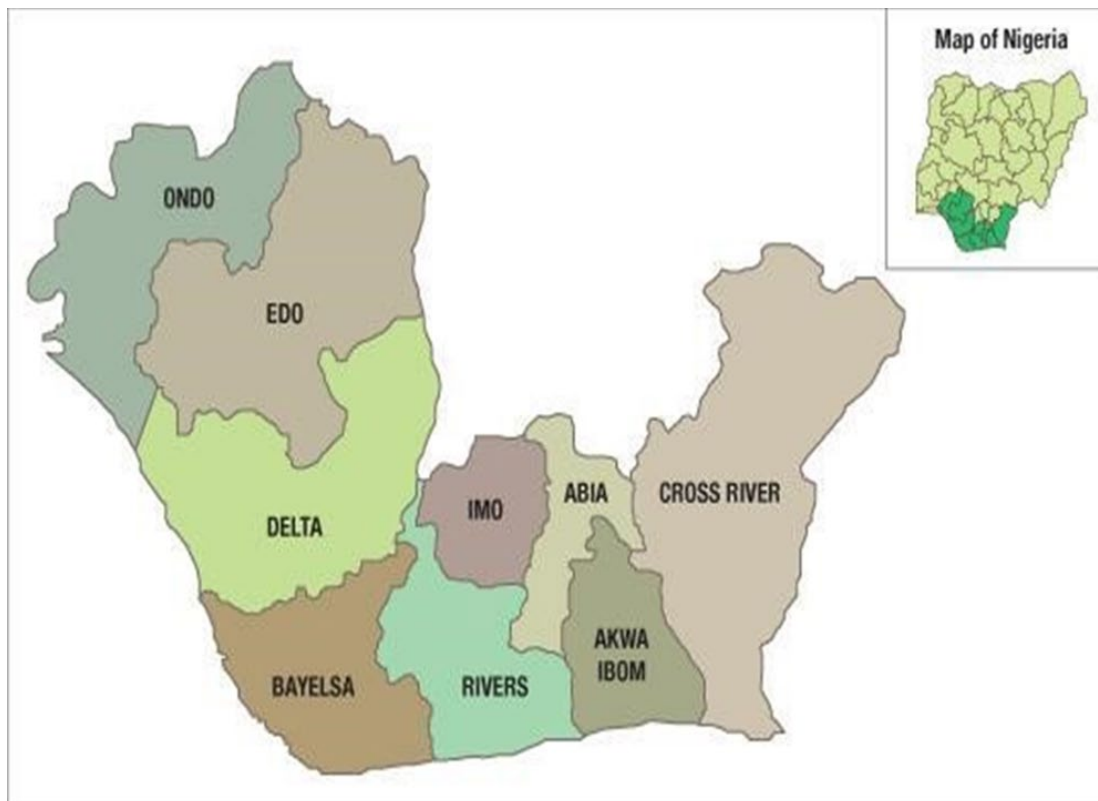 Map of Nigeria
ONDO
EDO
DELTA
IMO
ABIA
CROSS RIVER
AKWA
IBOM
BAYELSA
RIVERS